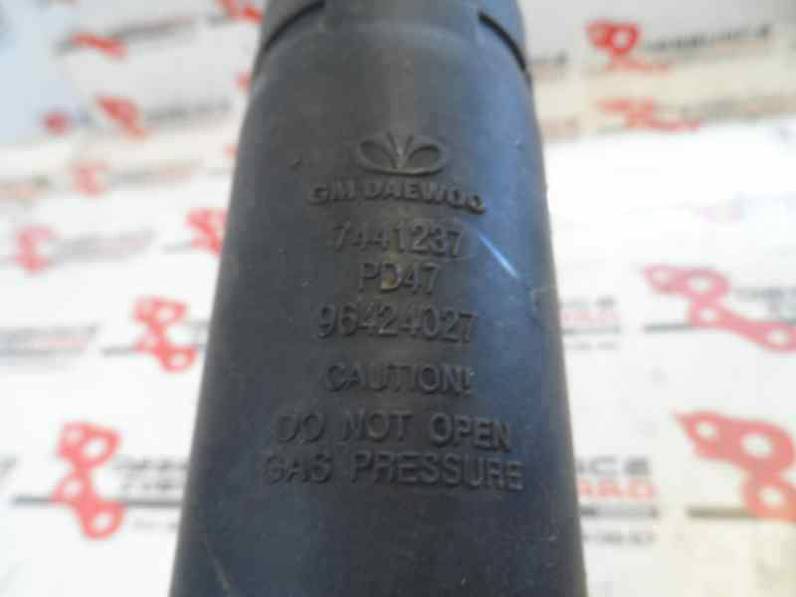 GM DAEWOO
7441237
PD47
96424027
CAUTION!
DO NOT OPEN
GAS PRESSURE